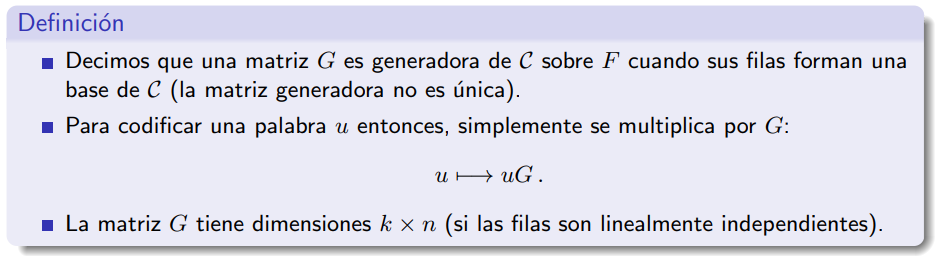 Definición
Decimos que una matriz G es generadora de 𝒞 sobre F cuando sus filas forman una
base de 𝒞 (la matriz generadora no es única).
Para codificar una palabra u entonces, simplemente se multiplica por G:
u ⟼ uG .
La matriz G tiene dimensiones k × n (si las filas son linealmente independientes).